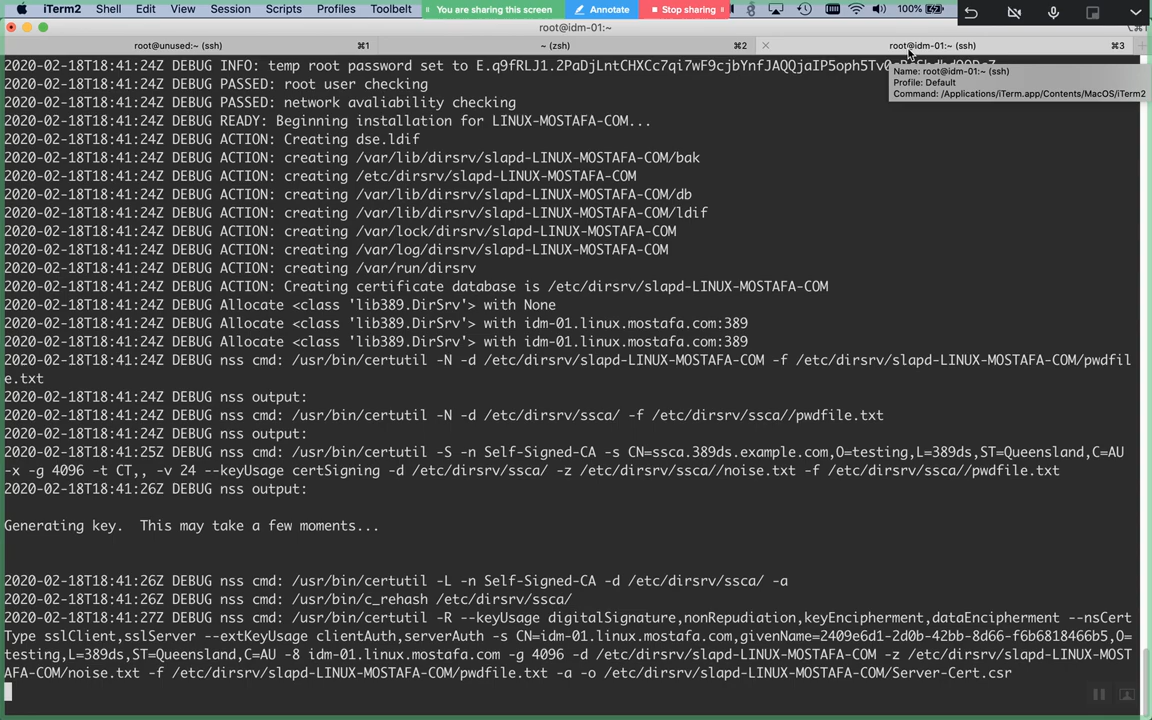 iTerm2 Shell Edit View Session Scripts Profiles Toolbelt You are sharing this screen Annotate Stop sharing 100%
root@idm-01:~
root@unused:~ (ssh) ⌘1 ~ (zsh) ⌘2 root@idm-01:~ (ssh) ⌘3
2020-02-18T18:41:24Z DEBUG INFO: temp root password set to
Name: root@idm-01:~ (ssh)
Profile: Default
Command: /Applications/iTerm.app/Contents/MacOS/iTerm2
2020-02-18T18:41:24Z DEBUG PASSED: root user checking
2020-02-18T18:41:24Z DEBUG PASSED: network avaliability checking
2020-02-18T18:41:24Z DEBUG READY: Beginning installation for LINUX-MOSTAFA-COM...
2020-02-18T18:41:24Z DEBUG ACTION: Creating dse.ldif
2020-02-18T18:41:24Z DEBUG ACTION: creating /var/lib/dirsrv/slapd-LINUX-MOSTAFA-COM/bak
2020-02-18T18:41:24Z DEBUG ACTION: creating /etc/dirsrv/slapd-LINUX-MOSTAFA-COM
2020-02-18T18:41:24Z DEBUG ACTION: creating /var/lib/dirsrv/slapd-LINUX-MOSTAFA-COM/db
2020-02-18T18:41:24Z DEBUG ACTION: creating /var/lib/dirsrv/slapd-LINUX-MOSTAFA-COM/ldif
2020-02-18T18:41:24Z DEBUG ACTION: creating /var/lock/dirsrv/slapd-LINUX-MOSTAFA-COM
2020-02-18T18:41:24Z DEBUG ACTION: creating /var/log/dirsrv/slapd-LINUX-MOSTAFA-COM
2020-02-18T18:41:24Z DEBUG ACTION: creating /var/run/dirsrv
2020-02-18T18:41:24Z DEBUG ACTION: Creating certificate database is /etc/dirsrv/slapd-LINUX-MOSTAFA-COM
2020-02-18T18:41:24Z DEBUG Allocate <class 'lib389.DirSrv'> with None
2020-02-18T18:41:24Z DEBUG Allocate <class 'lib389.DirSrv'> with idm-01.linux.mostafa.com:389
2020-02-18T18:41:24Z DEBUG Allocate <class 'lib389.DirSrv'> with idm-01.linux.mostafa.com:389
2020-02-18T18:41:24Z DEBUG nss cmd: /usr/bin/certutil -N -d /etc/dirsrv/slapd-LINUX-MOSTAFA-COM -f /etc/dirsrv/slapd-LINUX-MOSTAFA-COM/pwdfil
e.txt
2020-02-18T18:41:24Z DEBUG nss output:
2020-02-18T18:41:24Z DEBUG nss cmd: /usr/bin/certutil -N -d /etc/dirsrv/ssca/ -f /etc/dirsrv/ssca//pwdfile.txt
2020-02-18T18:41:24Z DEBUG nss output:
2020-02-18T18:41:25Z DEBUG nss cmd: /usr/bin/certutil -S -n Self-Signed-CA -s CN=ssca.389ds.example.com,O=testing,L=389ds,ST=Queensland,C=AU
-x -g 4096 -t CT,, -v 24 --keyUsage certSigning -d /etc/dirsrv/ssca/ -z /etc/dirsrv/ssca//noise.txt -f /etc/dirsrv/ssca//pwdfile.txt
2020-02-18T18:41:26Z DEBUG nss output:
Generating key.  This may take a few moments...
2020-02-18T18:41:26Z DEBUG nss cmd: /usr/bin/certutil -L -n Self-Signed-CA -d /etc/dirsrv/ssca/ -a
2020-02-18T18:41:26Z DEBUG nss cmd: /usr/bin/c_rehash /etc/dirsrv/ssca/
2020-02-18T18:41:27Z DEBUG nss cmd: /usr/bin/certutil -R --keyUsage digitalSignature,nonRepudiation,keyEncipherment,dataEncipherment --nsCert
Type sslClient,sslServer --extKeyUsage clientAuth,serverAuth -s CN=idm-01.linux.mostafa.com,givenName=2409e6d1-2d0b-42bb-8d66-f6b6818466b5,O=
testing,L=389ds,ST=Queensland,C=AU -8 idm-01.linux.mostafa.com -g 4096 -d /etc/dirsrv/slapd-LINUX-MOSTAFA-COM -z /etc/dirsrv/slapd-LINUX-MOST
AFA-COM/noise.txt -f /etc/dirsrv/slapd-LINUX-MOSTAFA-COM/pwdfile.txt -a -o /etc/dirsrv/slapd-LINUX-MOSTAFA-COM/Server-Cert.csr